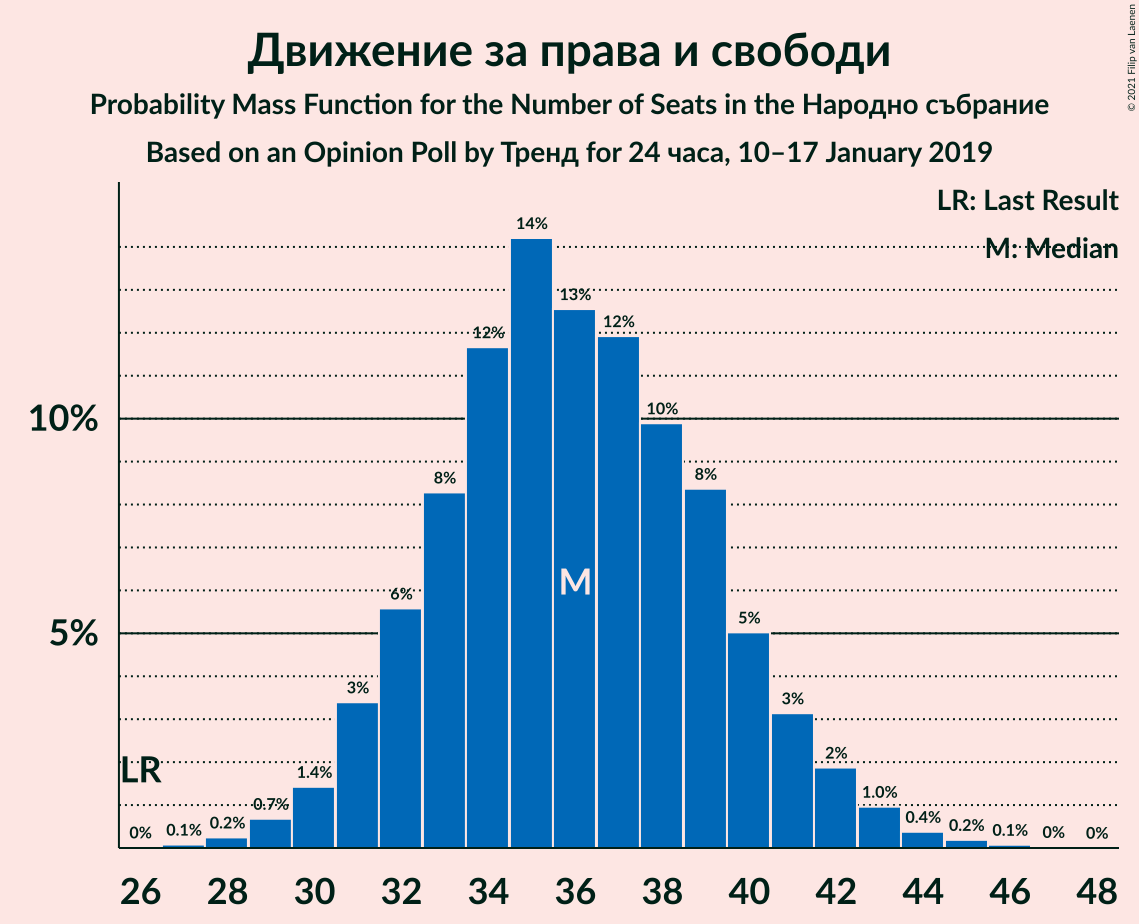 Движение за права и свободи
Probability Mass Function for the Number of Seats in the Народно събрание
Based on an Opinion Poll by Тренд for 24 часа, 10–17 January 2019
© 2021 Filip van Laenen
LR: Last Result
M: Median
14%
13%
12%
12%
10%
10%
8%
8%
6%
M
5%
5%
3%
3%
LR
2%
1.4%
1.0%
0.7%
0.4%
0% 0.1% 0.2% 0.2% 0.1% 0% 0%
26 28 30 32 34 36 38 40 42 44 46 48